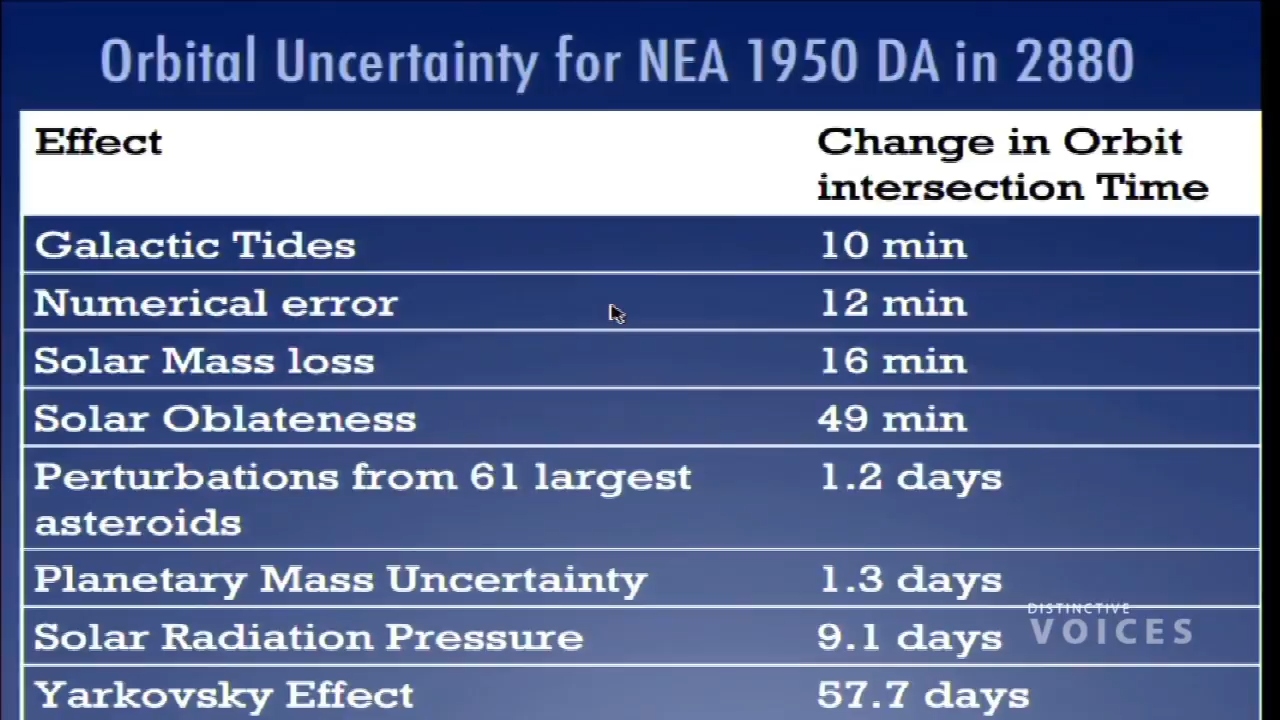 Orbital Uncertainty for NEA 1950 DA in 2880
Effect
Change in Orbit
intersection Time
Galactic Tides
10 min
Numerical error
12 min
Solar Mass loss
16 min
Solar Oblateness
49 min
Perturbations from 61 largest
asteroids
1.2 days
Planetary Mass Uncertainty
1.3 days
Solar Radiation Pressure
9.1 days
Yarkovsky Effect
57.7 days
DISTINCTIVE
VOICES